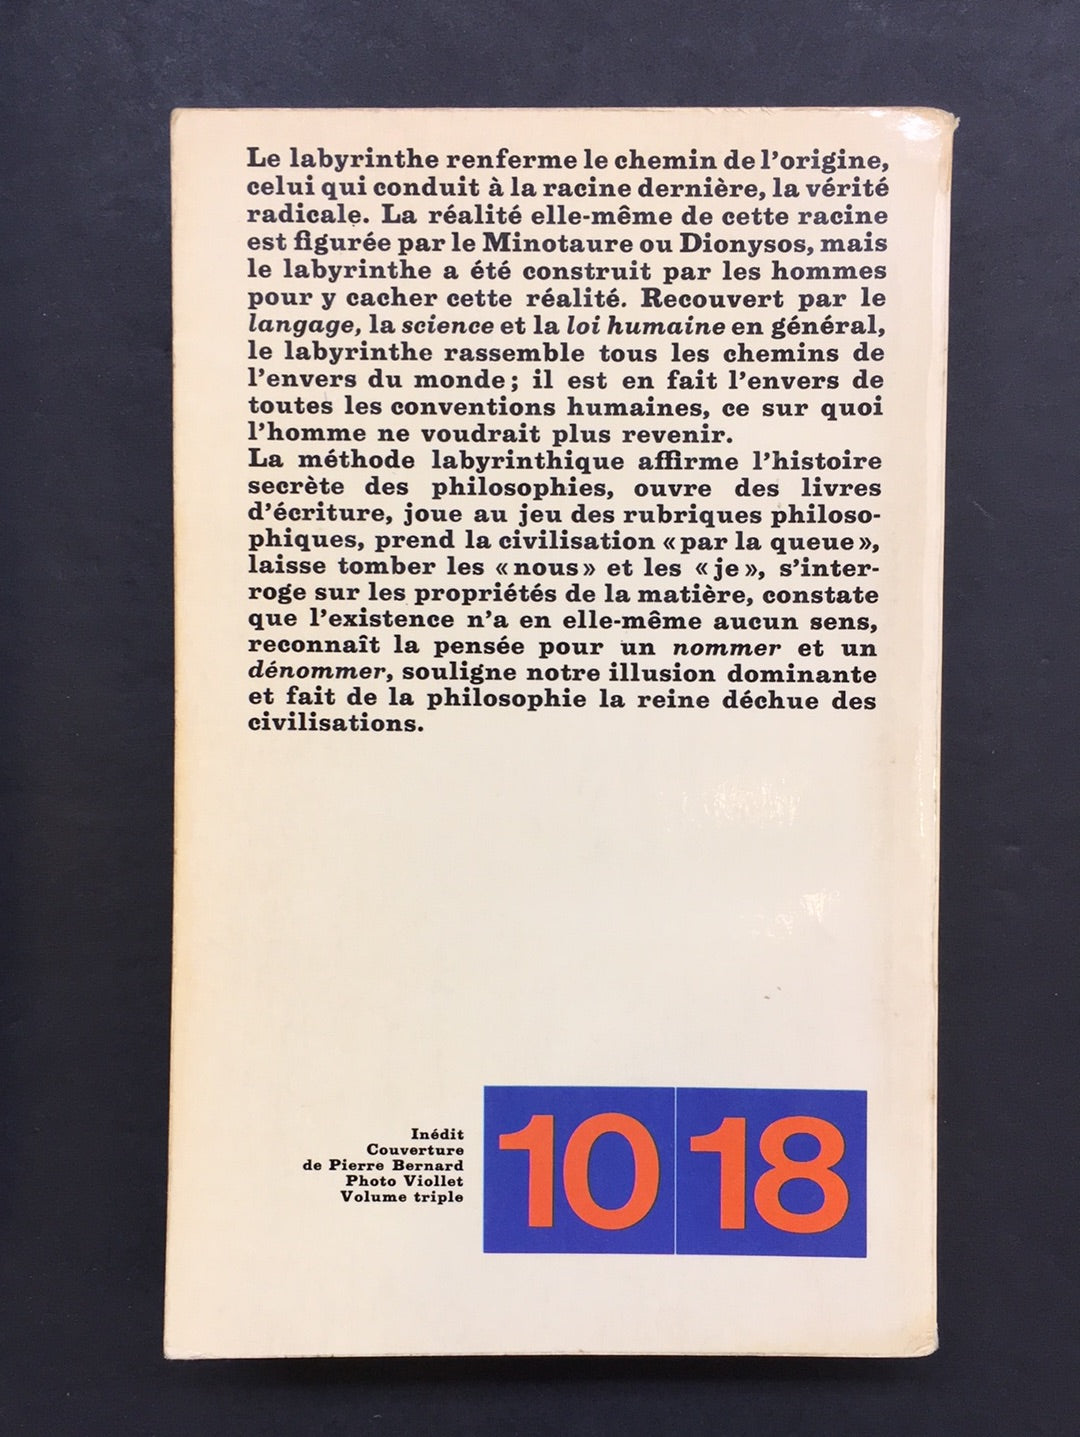 Le labyrinthe renferme le chemin de l'origine,
celui qui conduit à la racine dernière, la vérité
radicale. La réalité elle-même de cette racine
est figurée par le Minotaure ou Dionysos, mais
le labyrinthe a été construit par les hommes
pour y cacher cette réalité. Recouvert par le
langage, la science et la loi humaine en général,
le labyrinthe rassemble tous les chemins de
l'envers du monde; il est en fait l'envers de
toutes les conventions humaines, ce sur quoi
l'homme ne voudrait plus revenir.
La méthode labyrinthique affirme l'histoire
secrète des philosophies, ouvre des livres
d'écriture, joue au jeu des rubriques philoso-
phiques, prend la civilisation «par la queue»,
laisse tomber les «nous» et les «je», s'inter-
roge sur les propriétés de la matière, constate
que l'existence n'a en elle-même aucun sens,
reconnaît la pensée pour un nommer et un
dénommer, souligne notre illusion dominante
et fait de la philosophie la reine déchue des
civilisations.
Inédit
Couverture
de Pierre Bernard
Photo Viollet
Volume triple
10 18